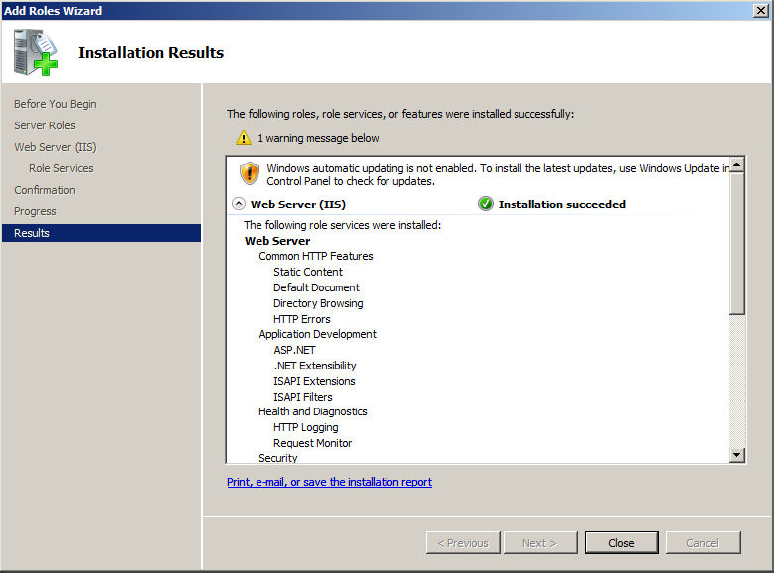 Add Roles Wizard
Installation Results
Before You Begin
Server Roles
Web Server (IIS)
Role Services
Confirmation
Progress
Results
The following roles, role services, or features were installed successfully:
1 warning message below
Windows automatic updating is not enabled. To install the latest updates, use Windows Update in
Control Panel to check for updates.
Web Server (IIS) Installation succeeded
The following role services were installed:
Web Server
Common HTTP Features
Static Content
Default Document
Directory Browsing
HTTP Errors
Application Development
ASP.NET
.NET Extensibility
ISAPI Extensions
ISAPI Filters
Health and Diagnostics
HTTP Logging
Request Monitor
Security
Print, e-mail, or save the installation report
< Previous Next > Close Cancel